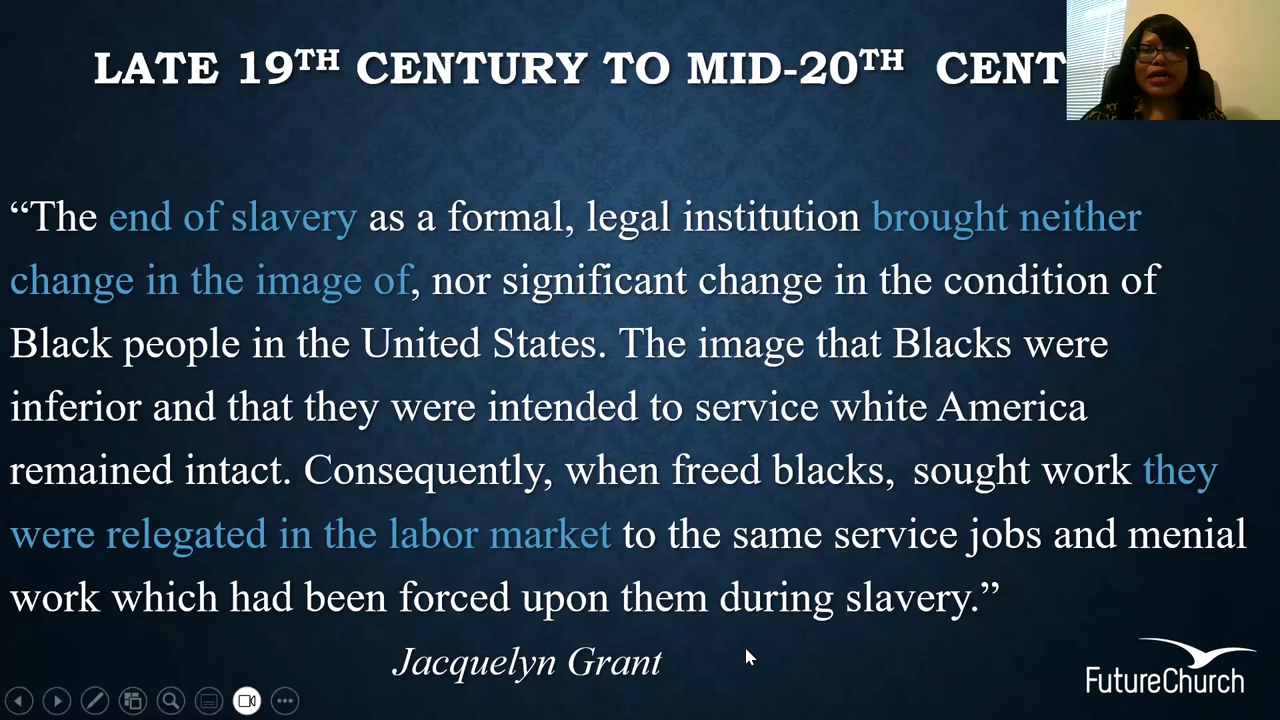 LATE 19TH CENTURY TO MID-20TH CENT
“The end of slavery as a formal, legal institution brought neither
change in the image of, nor significant change in the condition of
Black people in the United States. The image that Blacks were
inferior and that they were intended to service white America
remained intact. Consequently, when freed blacks, sought work they
were relegated in the labor market to the same service jobs and menial
work which had been forced upon them during slavery.”
Jacquelyn Grant
FutureChurch